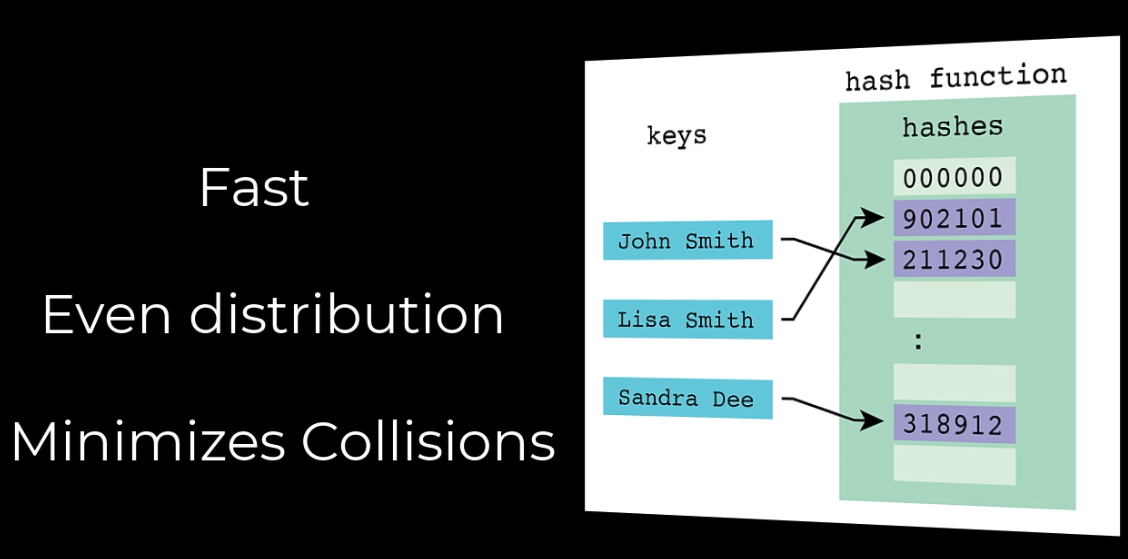 Fast
Even distribution
Minimizes Collisions
hash function
keys
hashes
000000
902101
John Smith
211230
Lisa Smith
:
Sandra Dee
318912